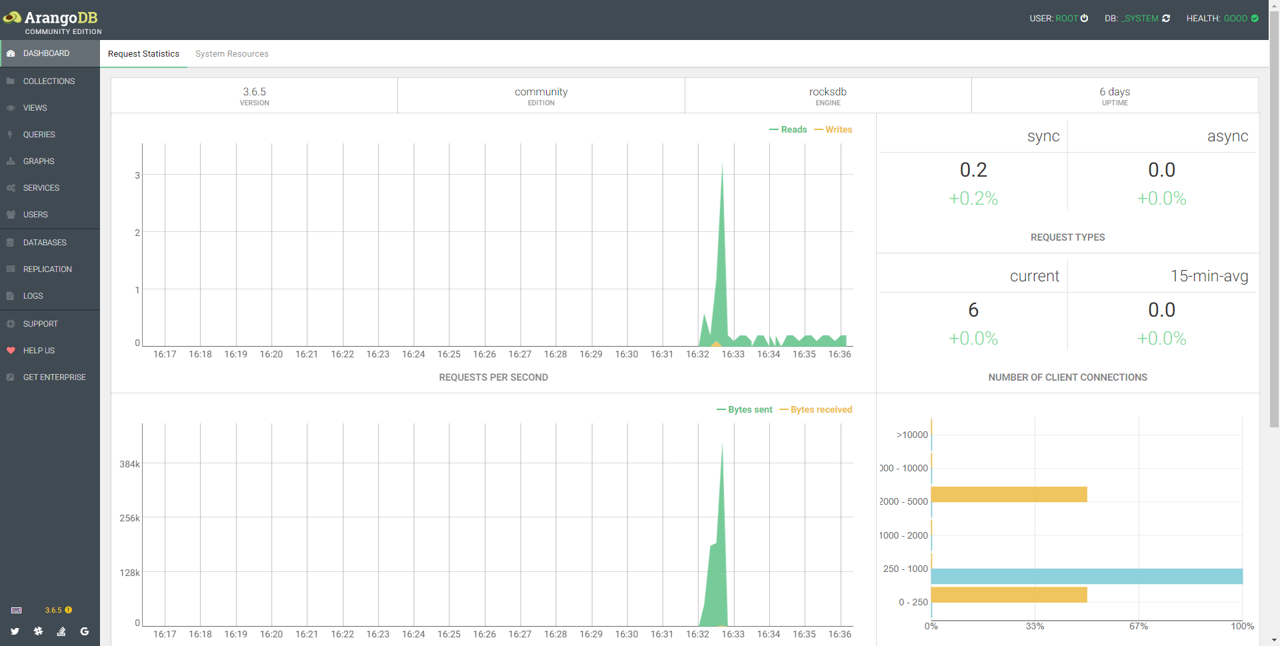 ArangoDB
COMMUNITY EDITION
USER: ROOT DB: _SYSTEM HEALTH: GOOD
DASHBOARD
COLLECTIONS
VIEWS
QUERIES
GRAPHS
SERVICES
USERS
DATABASES
REPLICATION
LOGS
SUPPORT
HELP US
GET ENTERPRISE
3.6.5
Request Statistics System Resources
3.6.5
VERSION
community
EDITION
rocksdb
ENGINE
6 days
UPTIME
Reads Writes
3
2
1
0
16:17 16:18 16:19 16:20 16:21 16:22 16:23 16:24 16:25 16:26 16:27 16:28 16:29 16:30 16:31 16:32 16:33 16:34 16:35 16:36
REQUESTS PER SECOND
sync async
0.2 0.0
+0.2% +0.0%
REQUEST TYPES
current 15-min-avg
6 0.0
+0.0% +0.0%
NUMBER OF CLIENT CONNECTIONS
Bytes sent Bytes received
384k
256k
128k
0
16:17 16:18 16:19 16:20 16:21 16:22 16:23 16:24 16:25 16:26 16:27 16:28 16:29 16:30 16:31 16:32 16:33 16:34 16:35 16:36
>10000
000 - 10000
2000 - 5000
1000 - 2000
250 - 1000
0 - 250
0% 33% 67% 100%